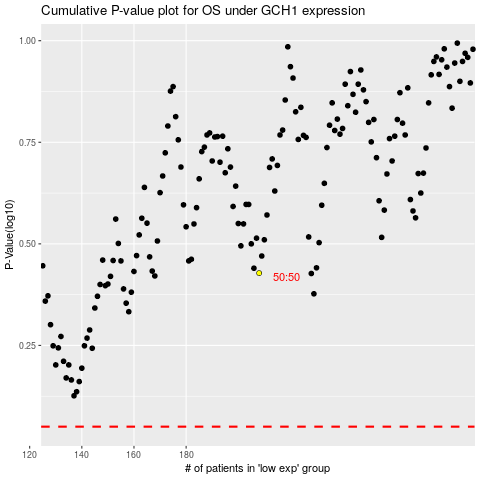 Cumulative P-value plot for OS under GCH1 expression
P-Value(log10)
1.00
0.75
0.50
0.25
50:50
120 140 160 180
# of patients in 'low exp' group